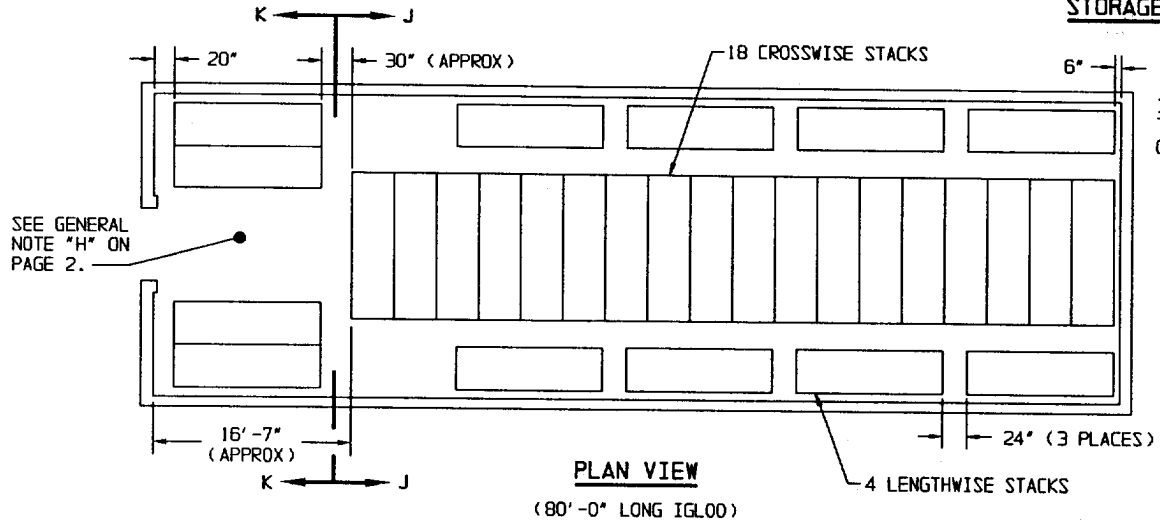 STORAGE
K J
20"
30" (APPROX)
18 CROSSWISE STACKS
6"
SEE GENERAL
NOTE "H" ON
PAGE 2.
16'-7"
(APPROX)
24" (3 PLACES)
K J
PLAN VIEW
4 LENGTHWISE STACKS
(80'-0" LONG IGLOO)